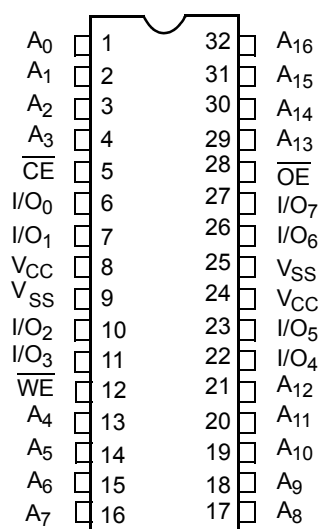 A0 1 32 A16
A1 2 31 A15
A2 3 30 A14
A3 4 29 A13
CE 5 28 OE
I/O0 6 27 I/O7
I/O1 7 26 I/O6
VCC 8 25 VSS
VSS 9 24 VCC
I/O2 10 23 I/O5
I/O3 11 22 I/O4
WE 12 21 A12
A4 13 20 A11
A5 14 19 A10
A6 15 18 A9
A7 16 17 A8